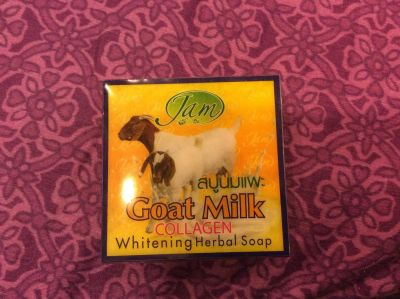 Jam
สบู่นมแพะ
Goat Milk
COLLAGEN
Whitening Herbal Soap